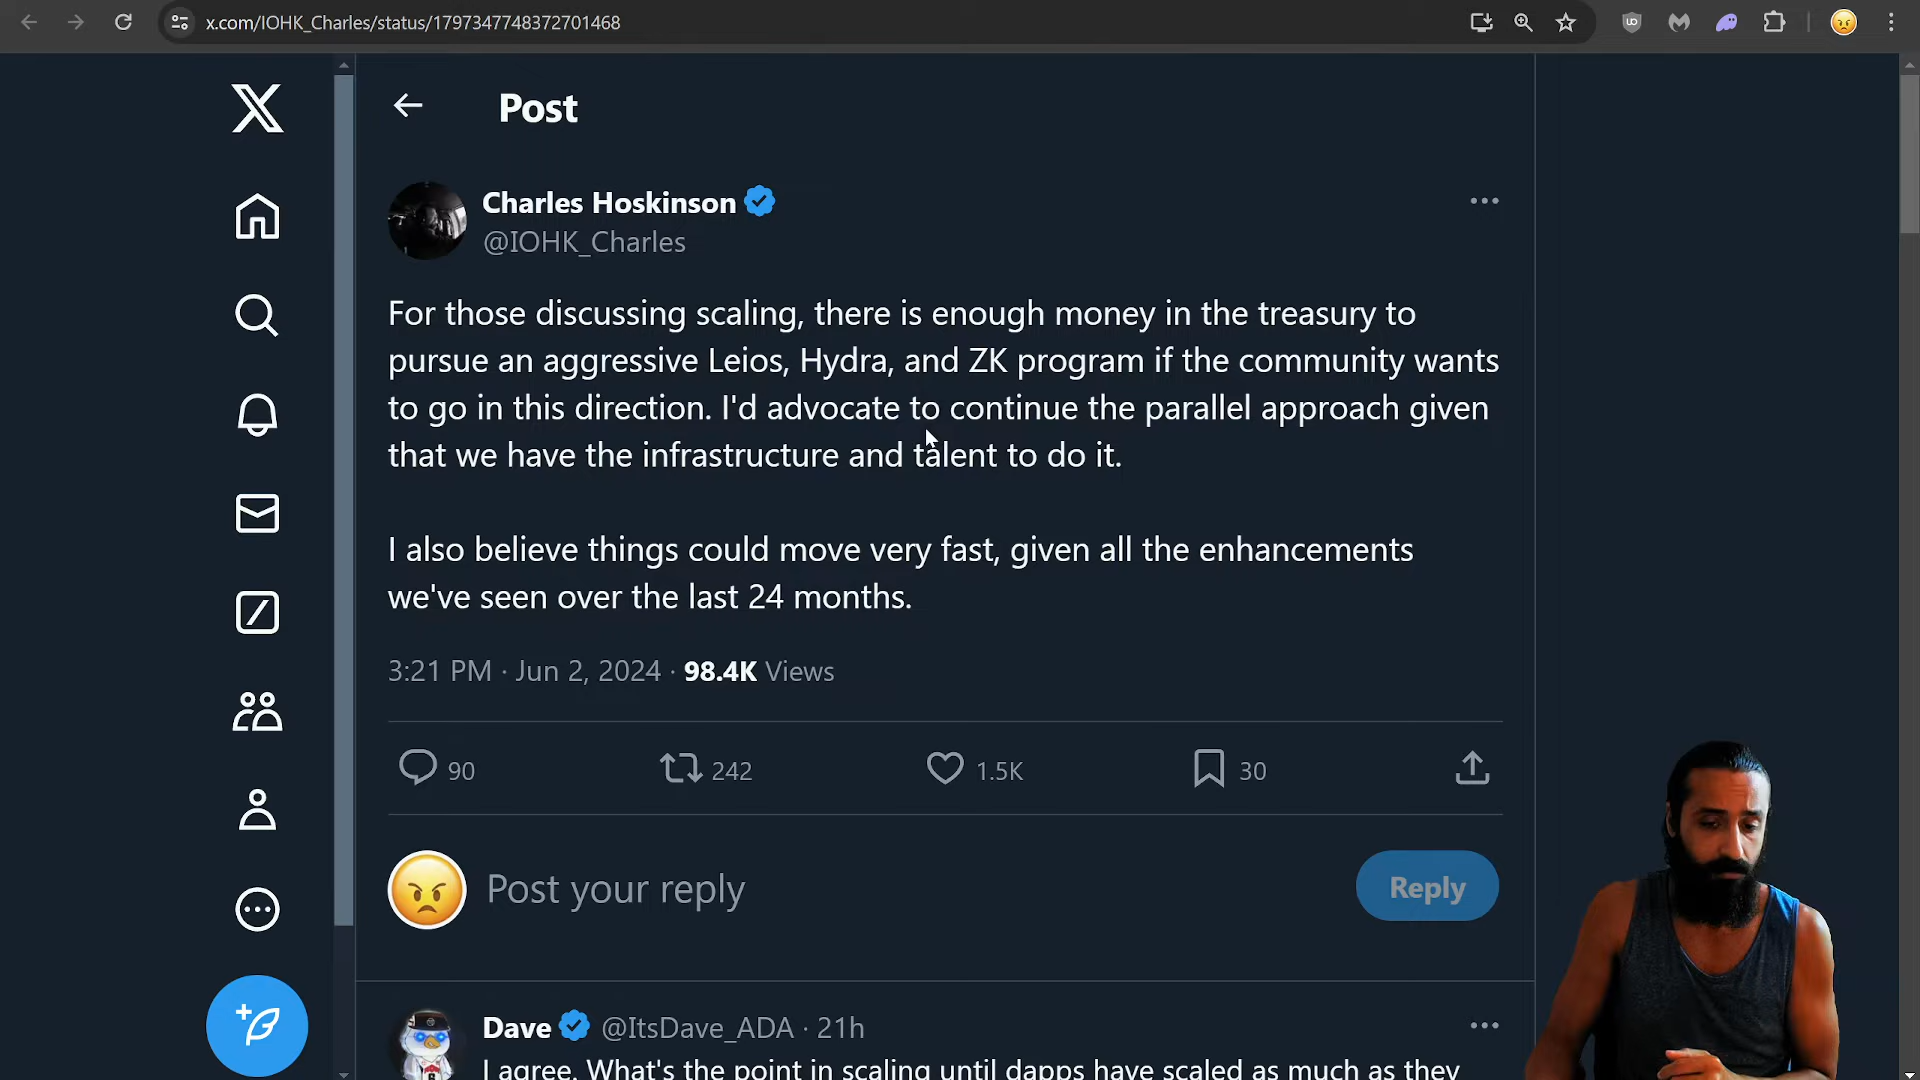 x.com/IOHK_Charles/status/1797347748372701468
Post
Charles Hoskinson
@IOHK_Charles
For those discussing scaling, there is enough money in the treasury to
pursue an aggressive Leios, Hydra, and ZK program if the community wants
to go in this direction. I'd advocate to continue the parallel approach given
that we have the infrastructure and talent to do it.
I also believe things could move very fast, given all the enhancements
we've seen over the last 24 months.
3:21 PM · Jun 2, 2024 · 98.4K Views
90 242 1.5K 30
Post your reply
Reply
Dave @ItsDave_ADA · 21h
I agree. What's the point in scaling until dapps have scaled as much as they